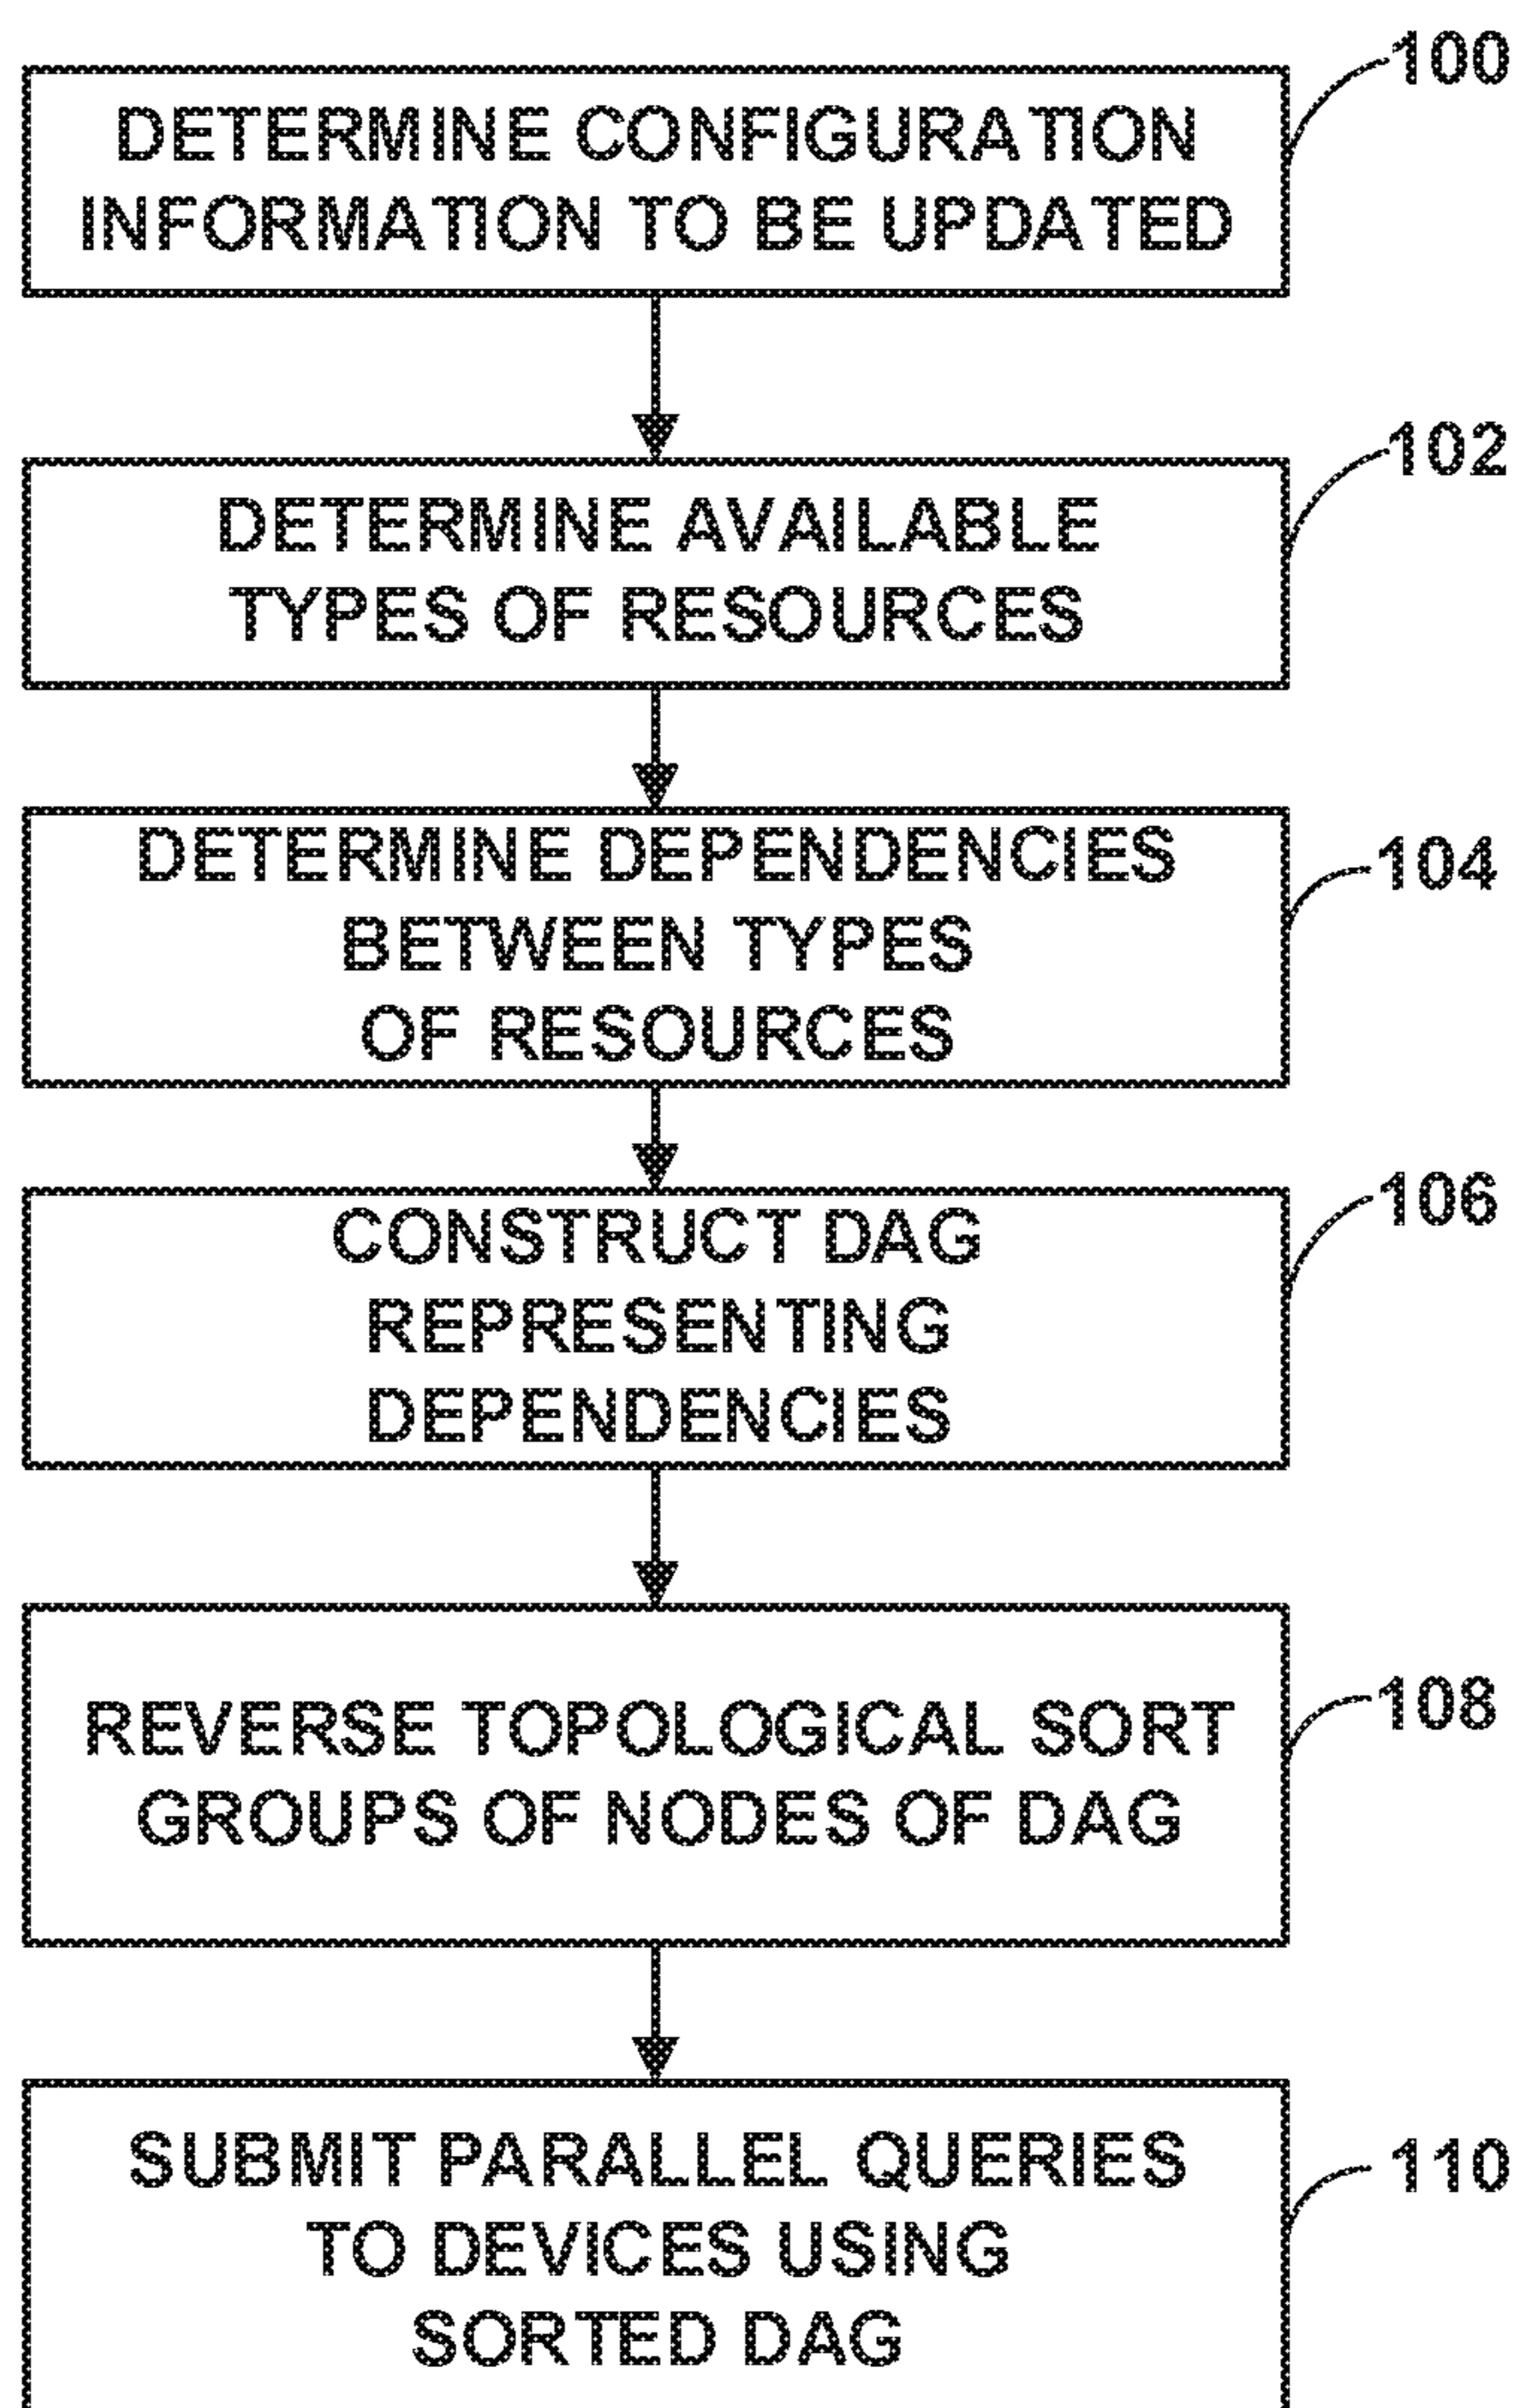 100
DETERMINE CONFIGURATION
INFORMATION TO BE UPDATED
102
DETERMINE AVAILABLE
TYPES OF RESOURCES
104
DETERMINE DEPENDENCIES
BETWEEN TYPES
OF RESOURCES
106
CONSTRUCT DAG
REPRESENTING
DEPENDENCIES
108
REVERSE TOPOLOGICAL SORT
GROUPS OF NODES OF DAG
110
SUBMIT PARALLEL QUERIES
TO DEVICES USING
SORTED DAG